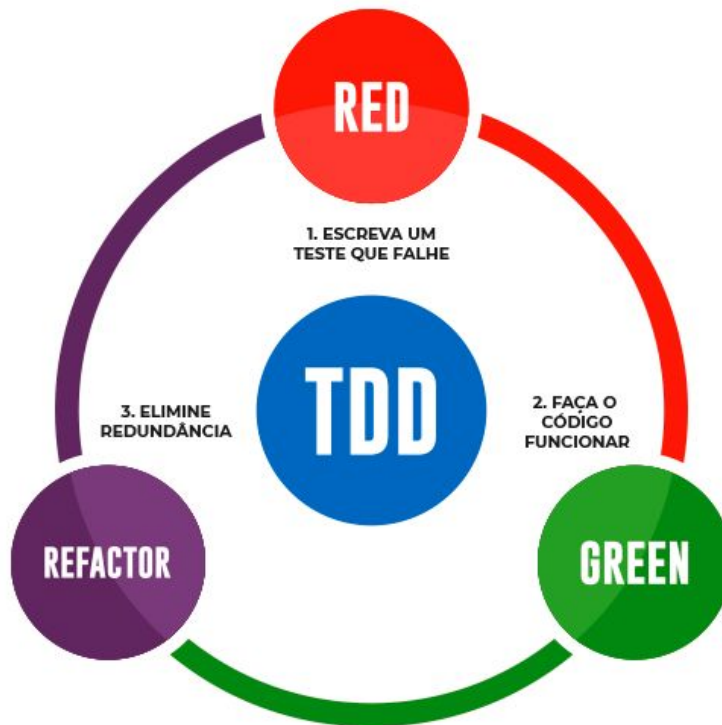 RED
1. ESCREVA UM
TESTE QUE FALHE
TDD
3. ELIMINE
REDUNDÂNCIA
2. FAÇA O
CÓDIGO
FUNCIONAR
REFACTOR
GREEN